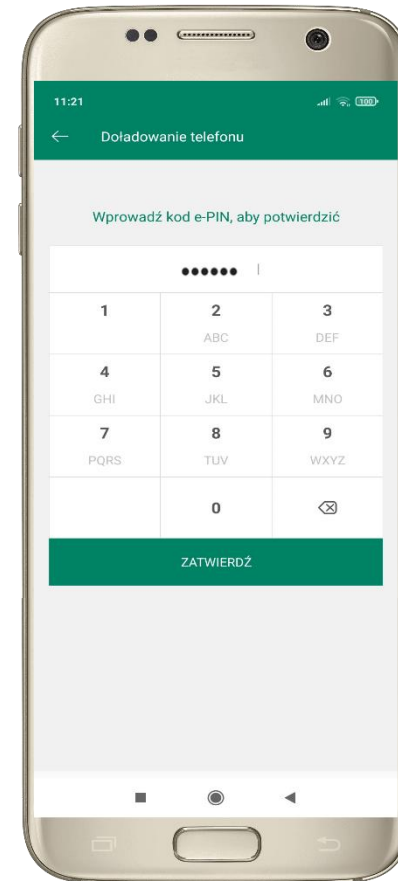 11:21
100
Doładowanie telefonu
Wprowadź kod e-PIN, aby potwierdzić
1 2 3
ABC DEF
4 5 6
GHI JKL MNO
7 8 9
PQRS TUV WXYZ
0
ZATWIERDŹ